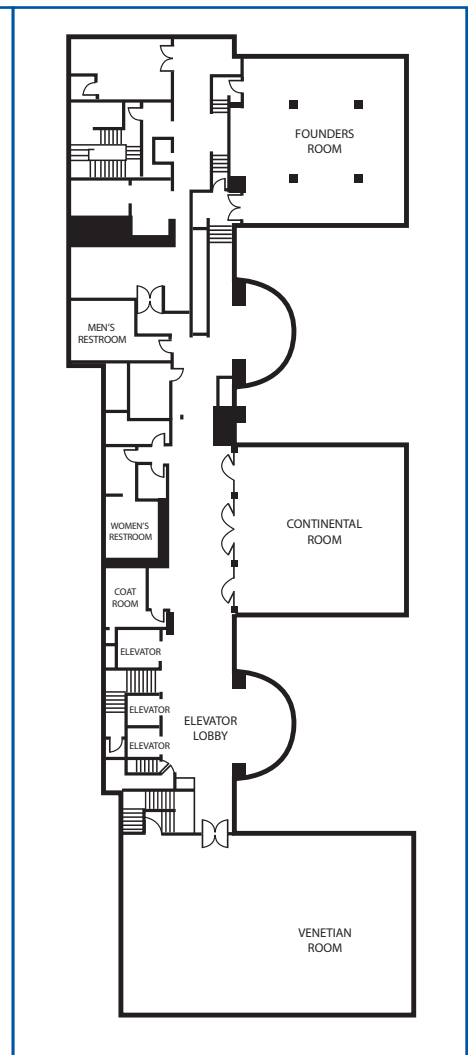 FOUNDERS
ROOM
MEN'S
RESTROOM
CONTINENTAL
ROOM
WOMEN'S
RESTROOM
COAT
ROOM
ELEVATOR
ELEVATOR
ELEVATOR
LOBBY
ELEVATOR
VENETIAN
ROOM